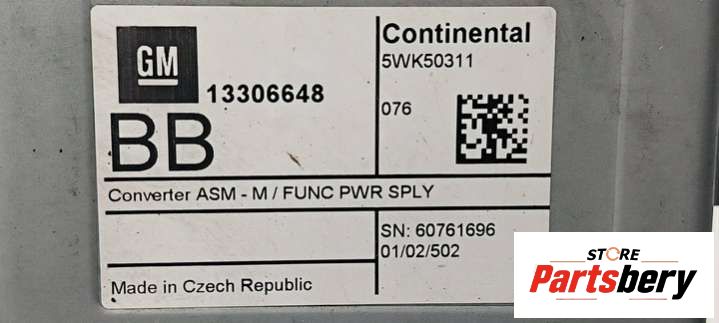 GM
13306648
BB
Continental
5WK50311
076
Converter ASM - M / FUNC PWR SPLY
SN: 60761696
01/02/502
Made in Czech Republic
STORE
Partsbery